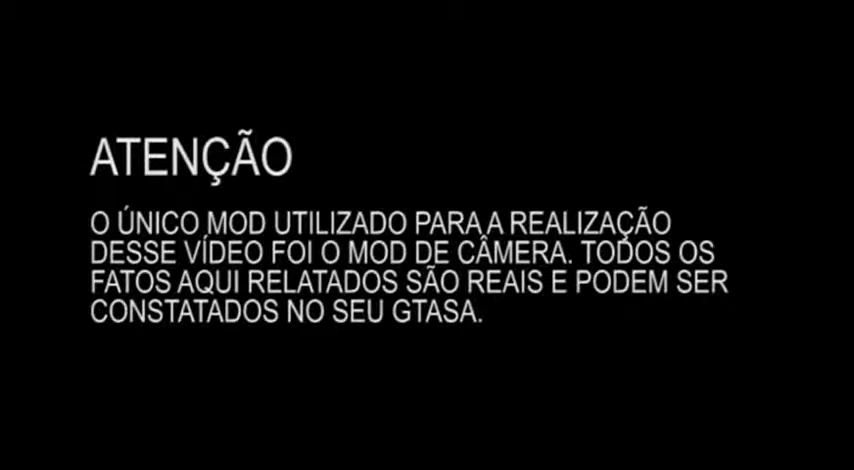 ATENÇÃO
O ÚNICO MOD UTILIZADO PARA A REALIZAÇÃO
DESSE VÍDEO FOI O MOD DE CÂMERA. TODOS OS
FATOS AQUI RELATADOS SÃO REAIS E PODEM SER
CONSTATADOS NO SEU GTASA.